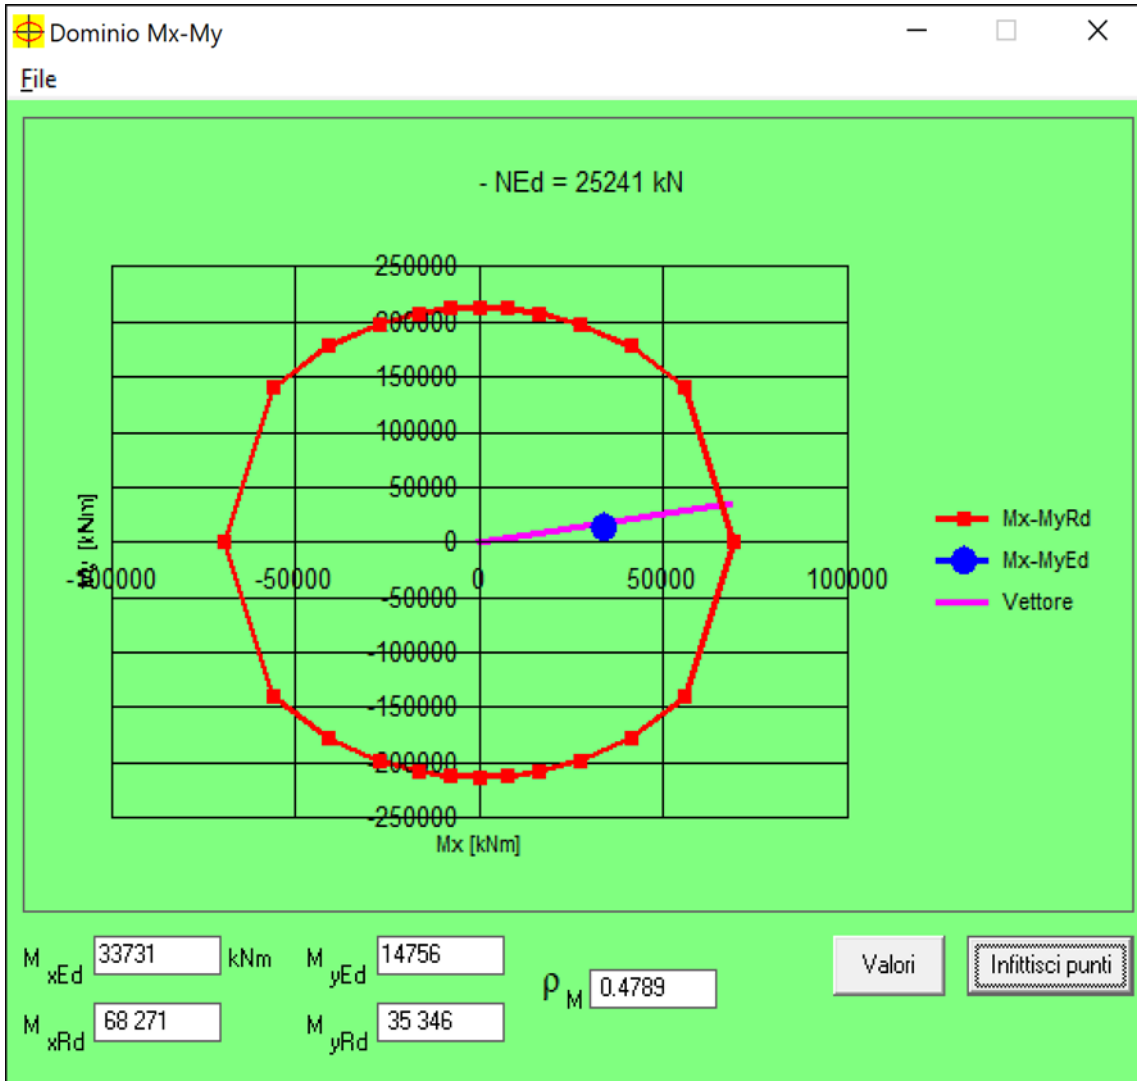 Dominio Mx-My
File
- NEd = 25241 kN
250000
200000
150000
100000
50000
0
-50000
-100000
-150000
-200000
-250000
-100000 -50000 0 50000 100000
[kNm]
Mx [kNm]
Mx-MyRd
Mx-MyEd
Vettore
M xEd 33731 kNm M yEd 14756
ρ M 0.4789
Valori Infittisci punti
M xRd 68 271 M yRd 35 346